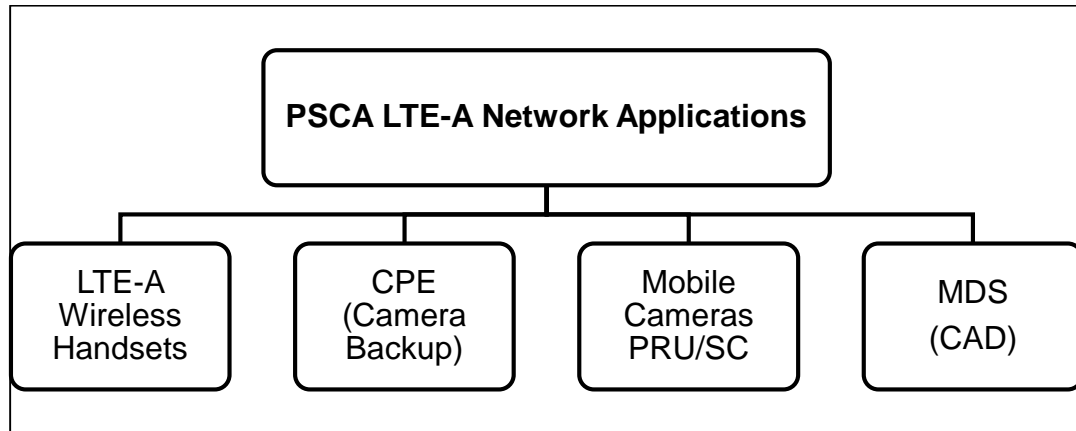 PSCA LTE-A Network Applications
LTE-A
Wireless
Handsets
CPE
(Camera
Backup)
Mobile
Cameras
PRU/SC
MDS
(CAD)